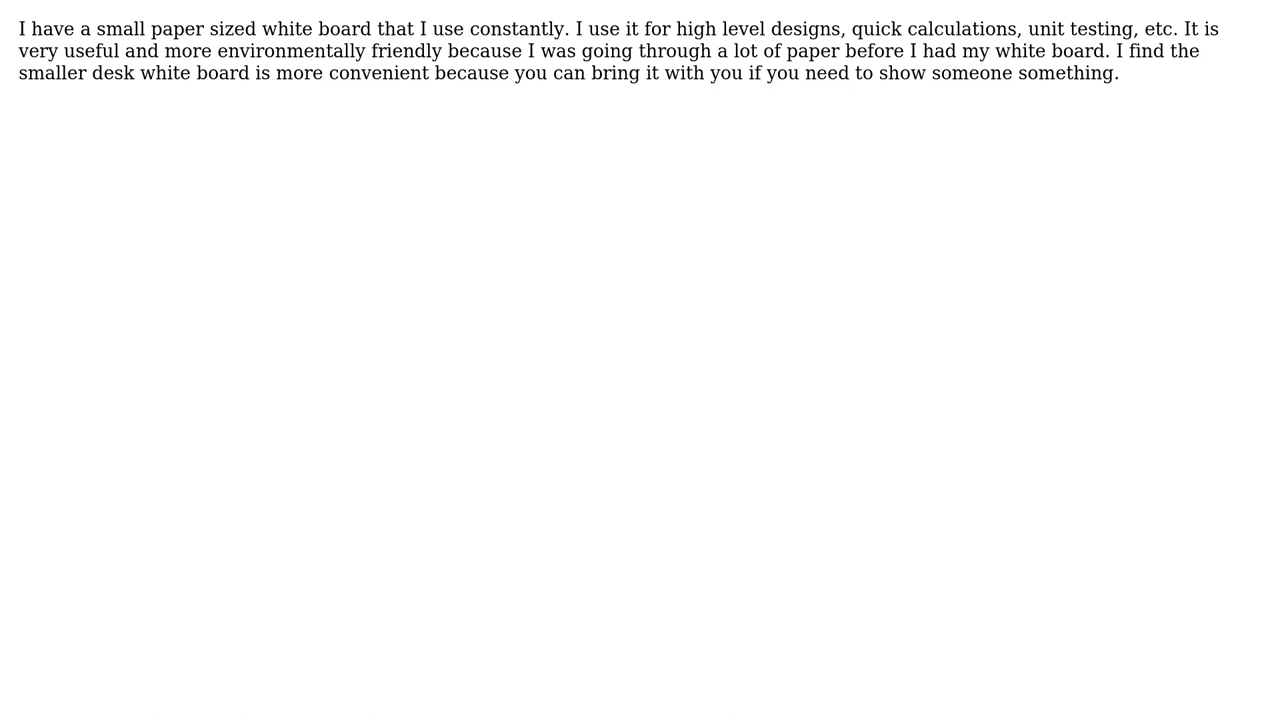 I have a small paper sized white board that I use constantly. I use it for high level designs, quick calculations, unit testing, etc. It is
very useful and more environmentally friendly because I was going through a lot of paper before I had my white board. I find the
smaller desk white board is more convenient because you can bring it with you if you need to show someone something.